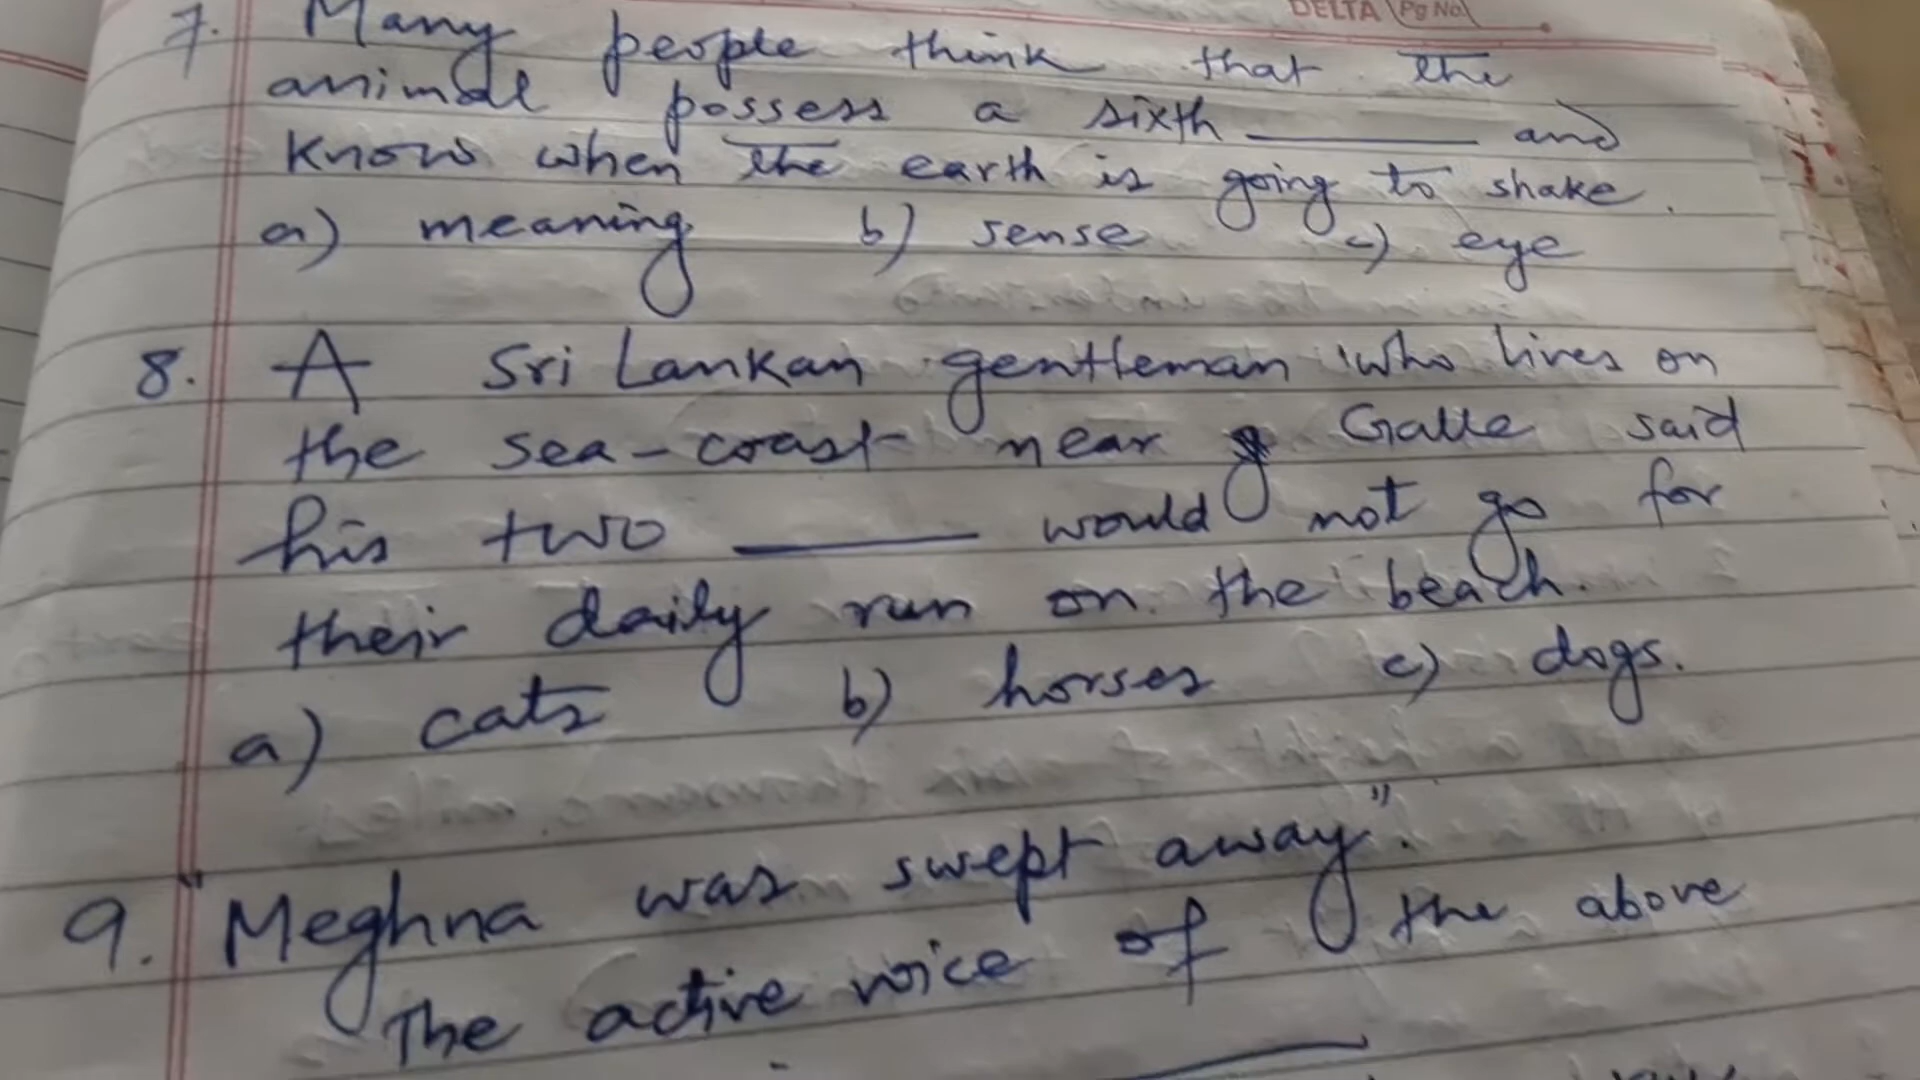 DELTA Pg No.
7. Many people think that the
animal possess a sixth ______ and
know when the earth is going to shake.
a) meaning b) sense c) eye
8. A Sri Lankan gentleman who lives on
the sea-coast near Galle said
his two ______ would not go for
their daily run on the beach.
a) cats b) horses c) dogs.
9. "Meghna was swept away".
The active voice of the above